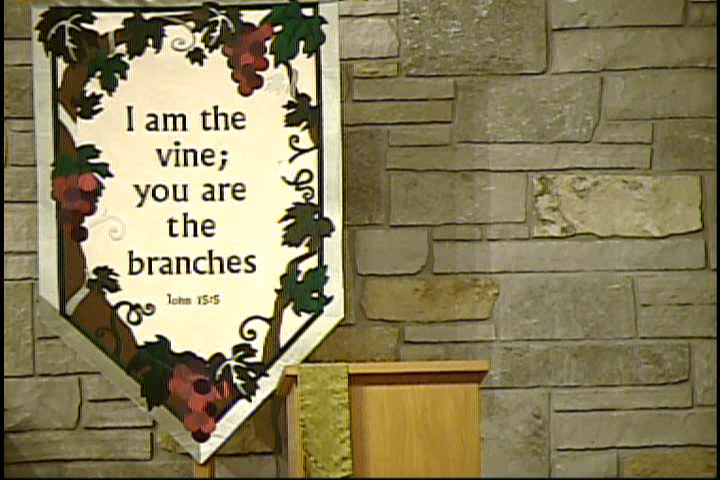 I am the
vine;
you are
the
branches
John 15:5